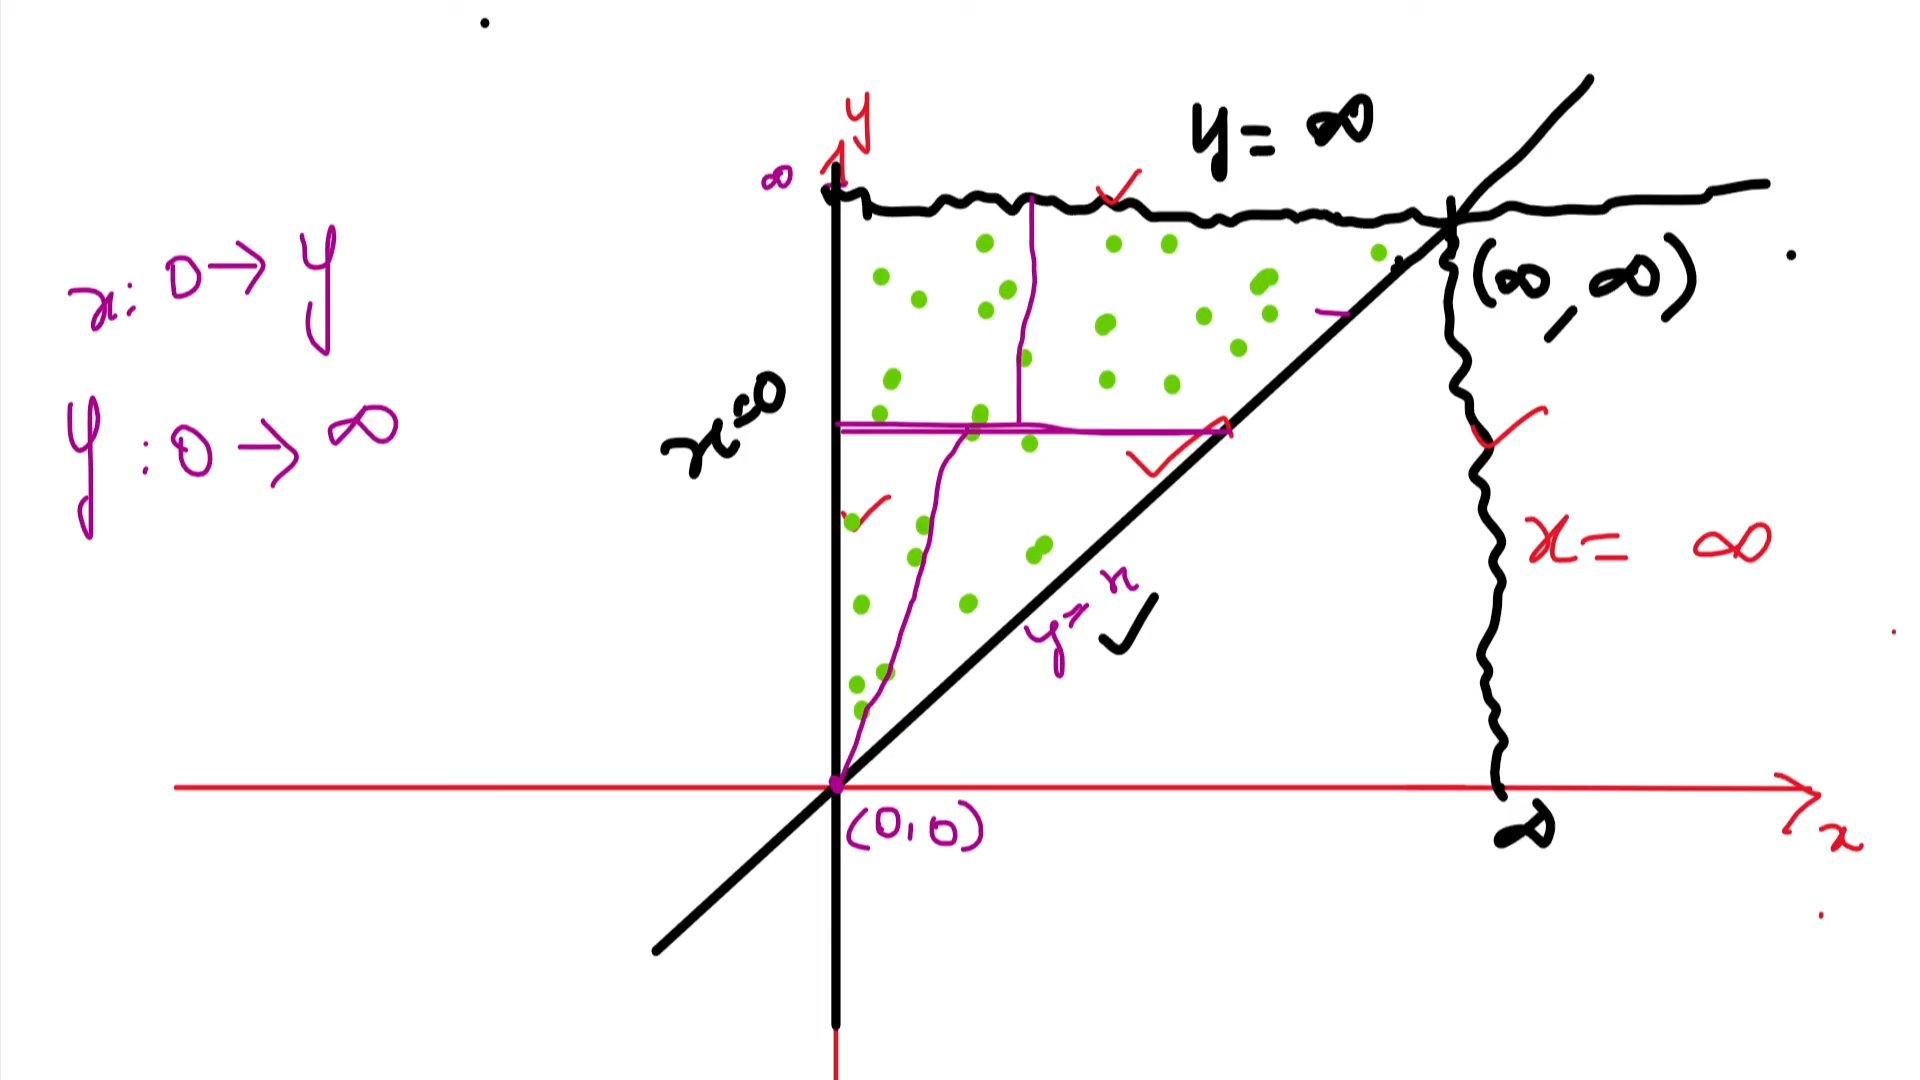 y
y = ∞
∞
(∞, ∞)
x: 0 → y
x=0
y : 0 → ∞
x = ∞
y=x
(0,0)
∞
x